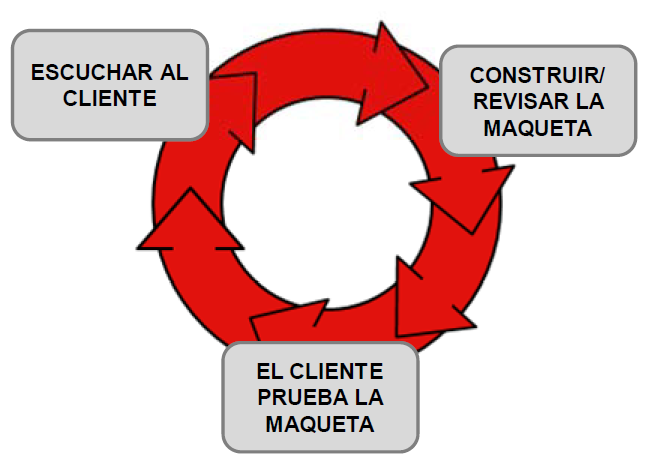 ESCUCHAR AL
CLIENTE
CONSTRUIR/
REVISAR LA
MAQUETA
EL CLIENTE
PRUEBA LA
MAQUETA